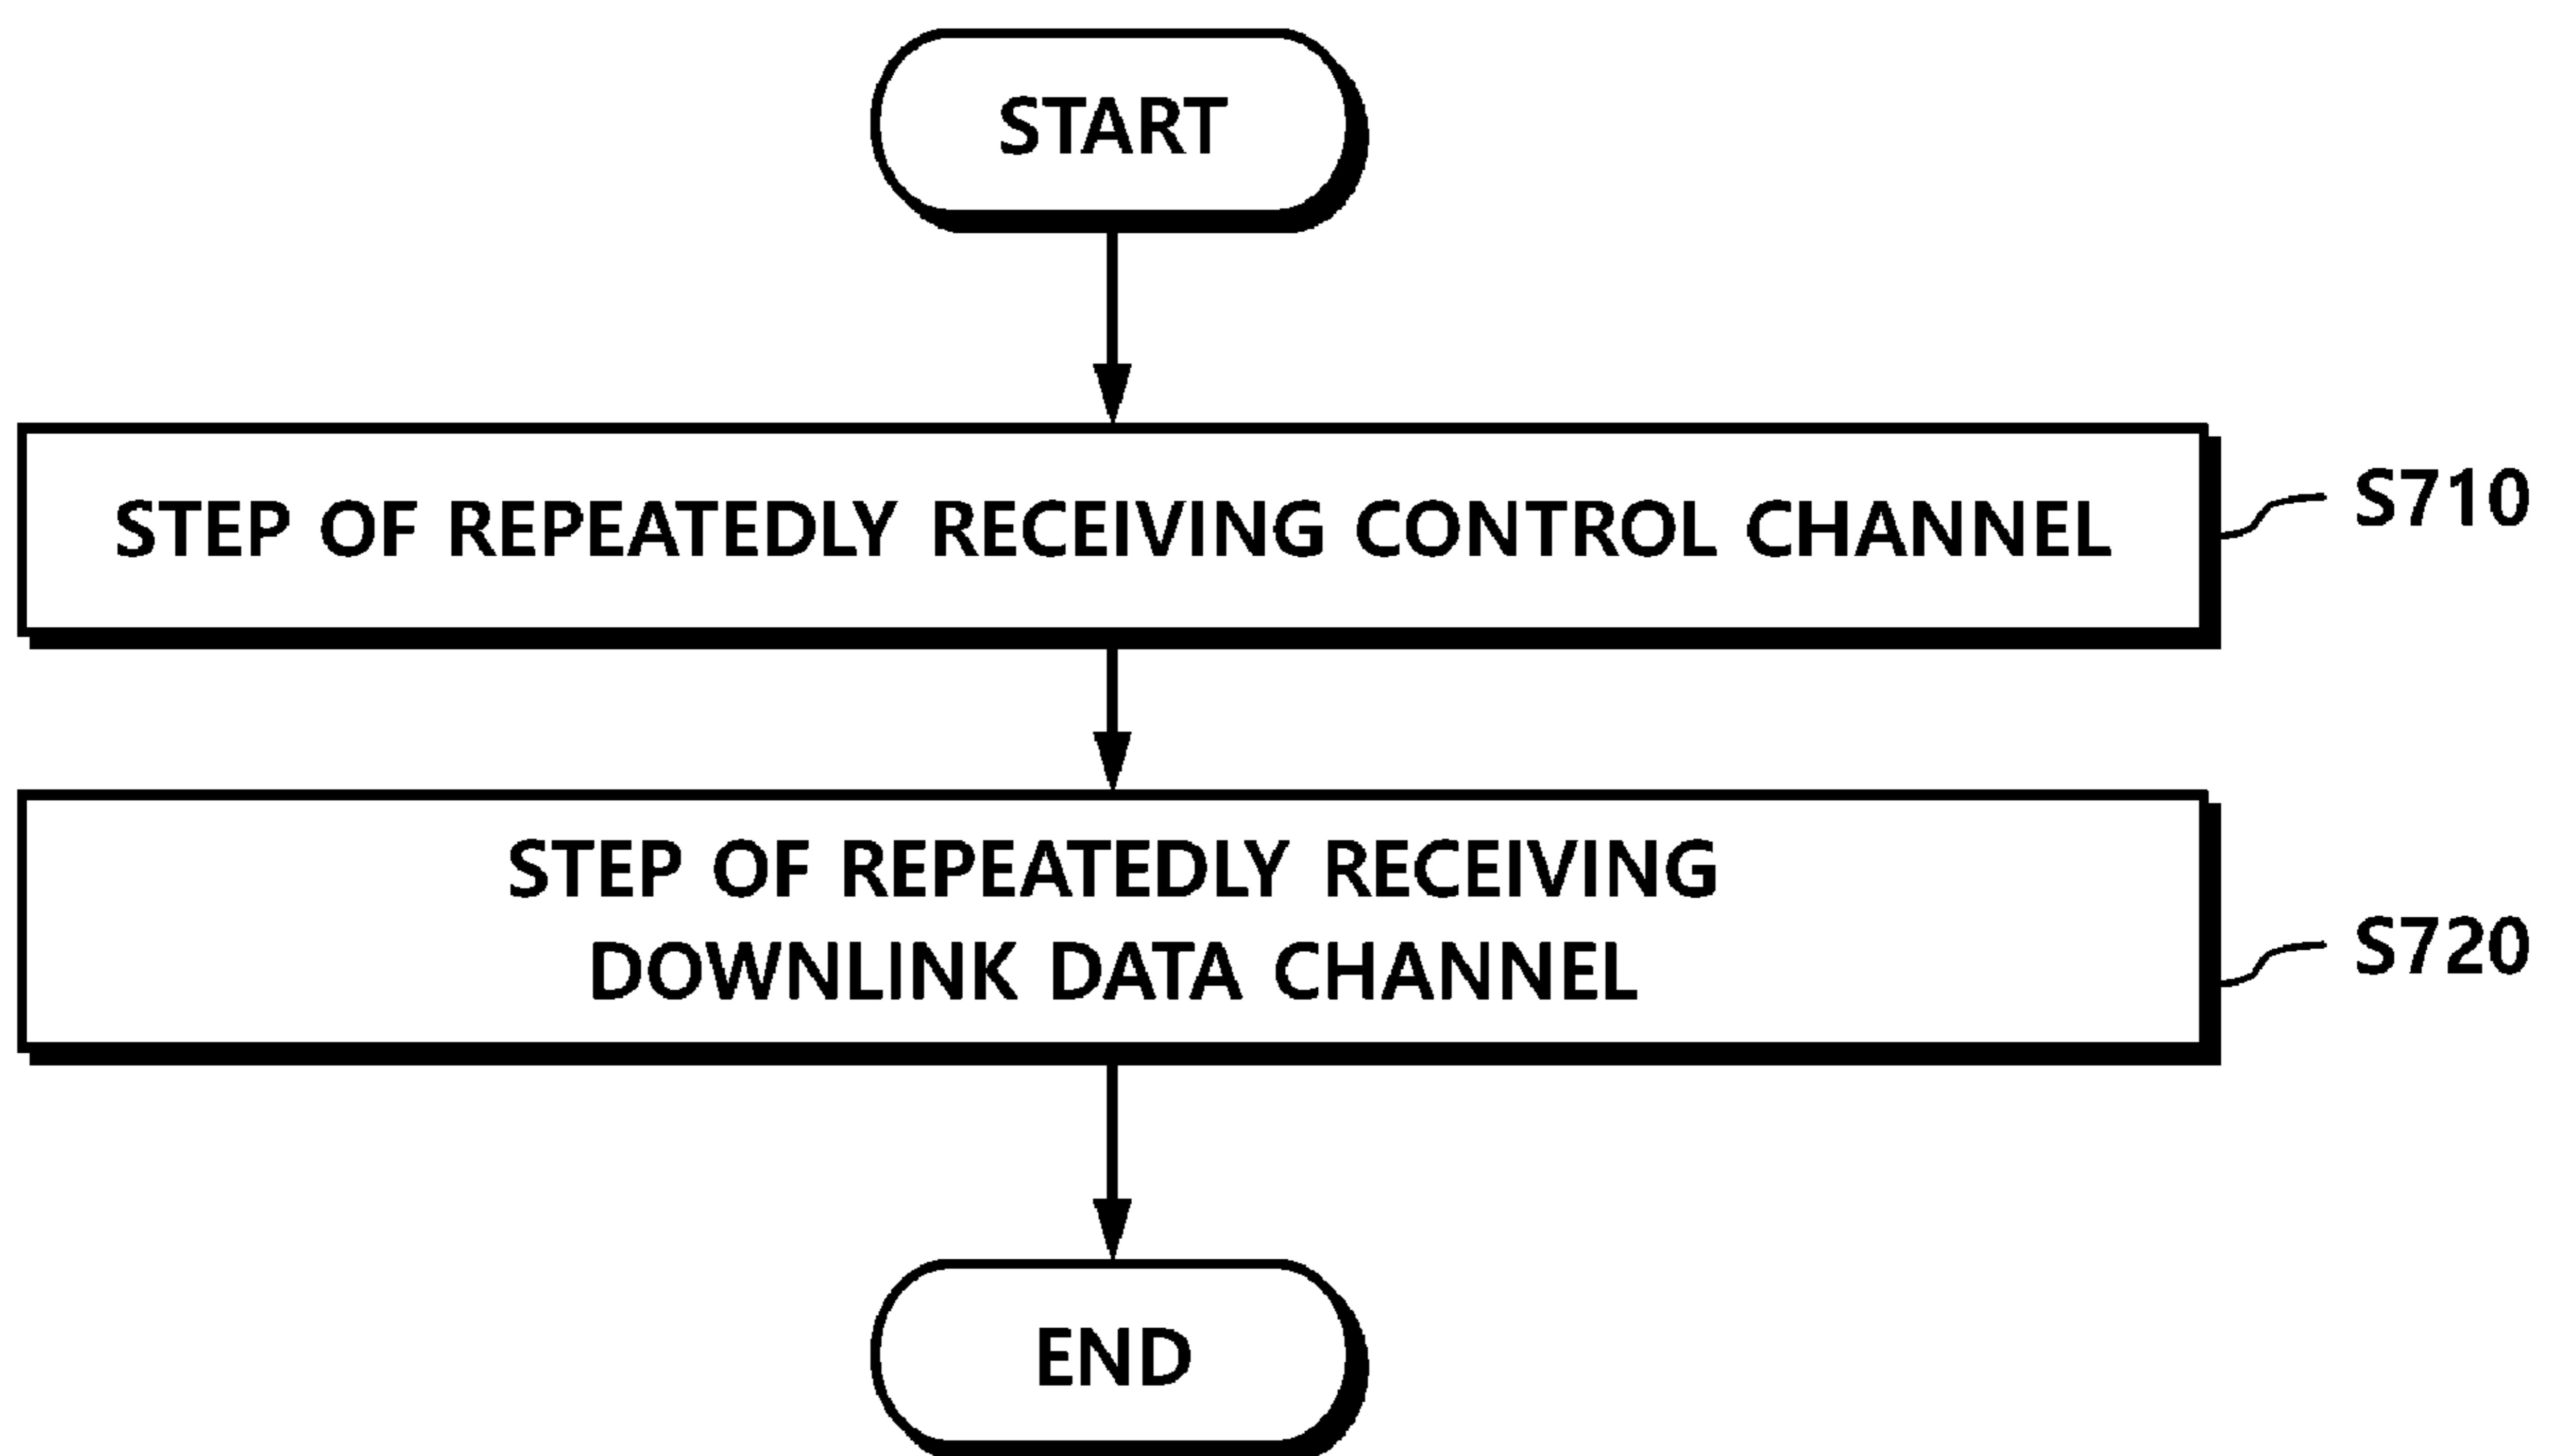 START
STEP OF REPEATEDLY RECEIVING CONTROL CHANNEL
S710
STEP OF REPEATEDLY RECEIVING
DOWNLINK DATA CHANNEL
S720
END